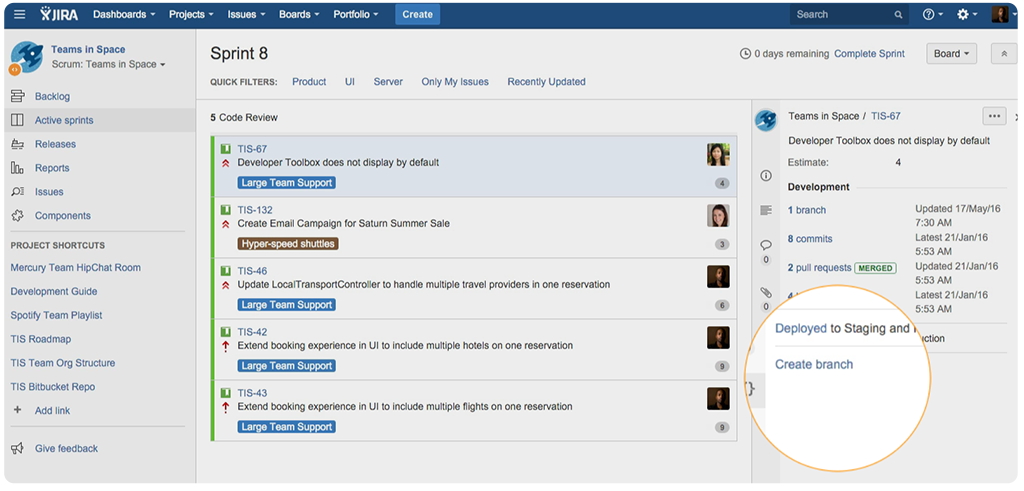 JIRA Dashboards Projects Issues Boards Portfolio Create Search
Teams in Space
Scrum: Teams in Space
Backlog
Active sprints
Releases
Reports
Issues
Components
PROJECT SHORTCUTS
Mercury Team HipChat Room
Development Guide
Spotify Team Playlist
TIS Roadmap
TIS Team Org Structure
TIS Bitbucket Repo
+ Add link
Give feedback
Sprint 8
0 days remaining Complete Sprint Board
QUICK FILTERS: Product UI Server Only My Issues Recently Updated
5 Code Review
TIS-67
Developer Toolbox does not display by default
Large Team Support 4
TIS-132
Create Email Campaign for Saturn Summer Sale
Hyper-speed shuttles 3
TIS-46
Update LocalTransportController to handle multiple travel providers in one reservation
Large Team Support 6
TIS-42
Extend booking experience in UI to include multiple hotels on one reservation
Large Team Support 9
TIS-43
Extend booking experience in UI to include multiple flights on one reservation
Large Team Support 9
Teams in Space / TIS-67
Developer Toolbox does not display by default
Estimate: 4
Development
1 branch Updated 17/May/16
7:30 AM
8 commits Latest 21/Jan/16
5:53 AM
0
2 pull requests MERGED Updated 21/Jan/16
5:53 AM
0
Latest 21/Jan/16
5:53 AM
Deployed to Staging and
Create branch